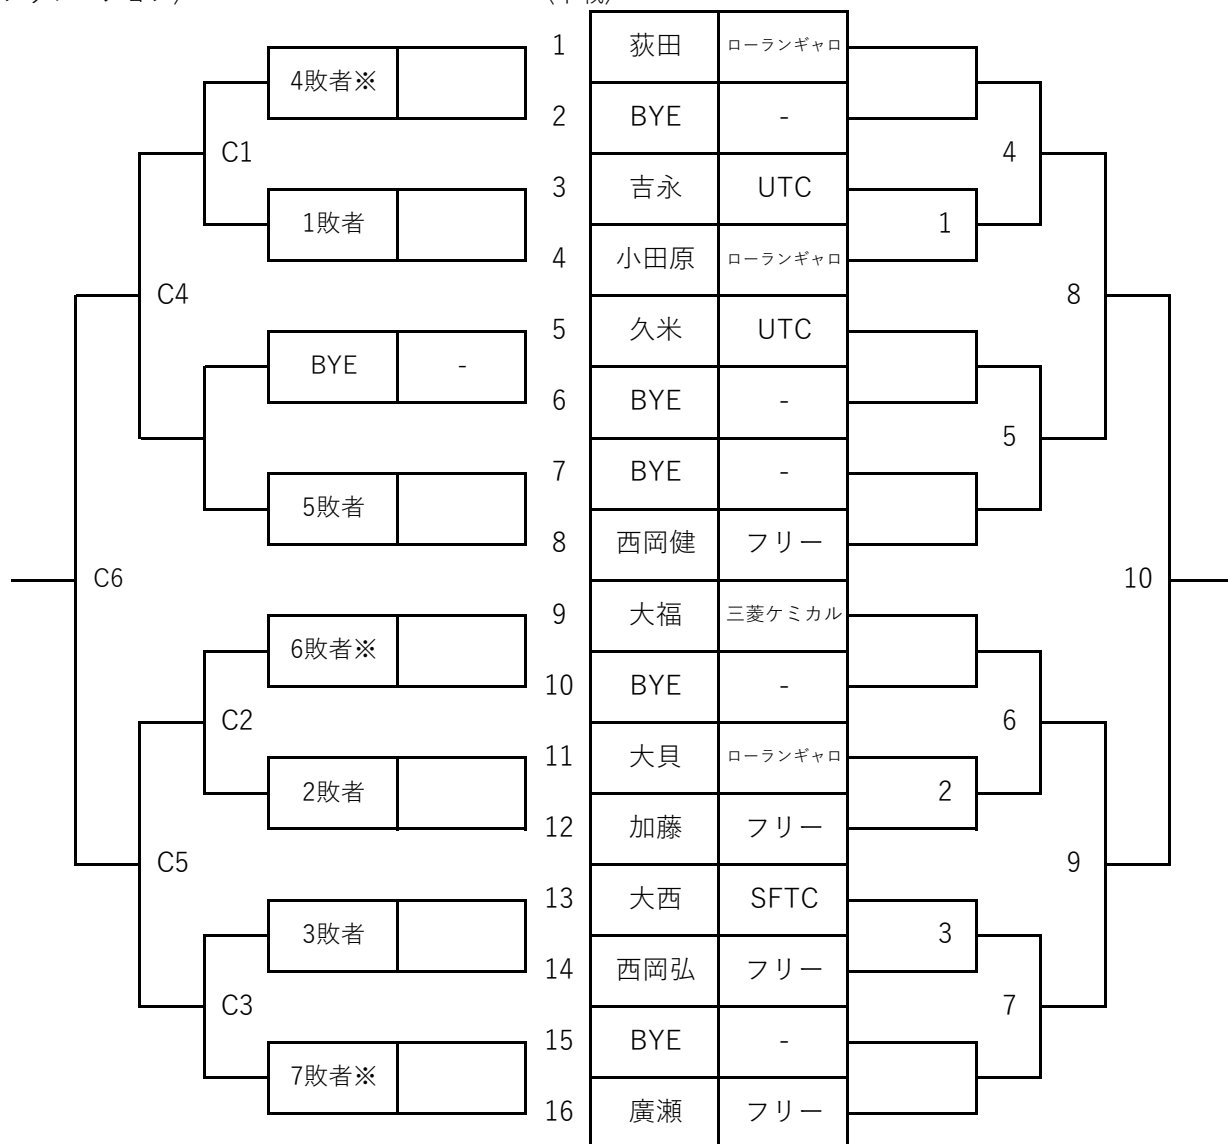 4敗者※
C1
1敗者
C4
BYE -
5敗者
C6
6敗者※
C2
2敗者
C5
3敗者
C3
7敗者※
1 荻田 ローランギャロ
2 BYE -
3 吉永 UTC
4 小田原 ローランギャロ
5 久米 UTC
6 BYE -
7 BYE -
8 西岡健 フリー
9 大福 三菱ケミカル
10 BYE -
11 大貝 ローランギャロ
12 加藤 フリー
13 大西 SFTC
14 西岡弘 フリー
15 BYE -
16 廣瀬 フリー
4
1
8
5
10
6
2
9
3
7